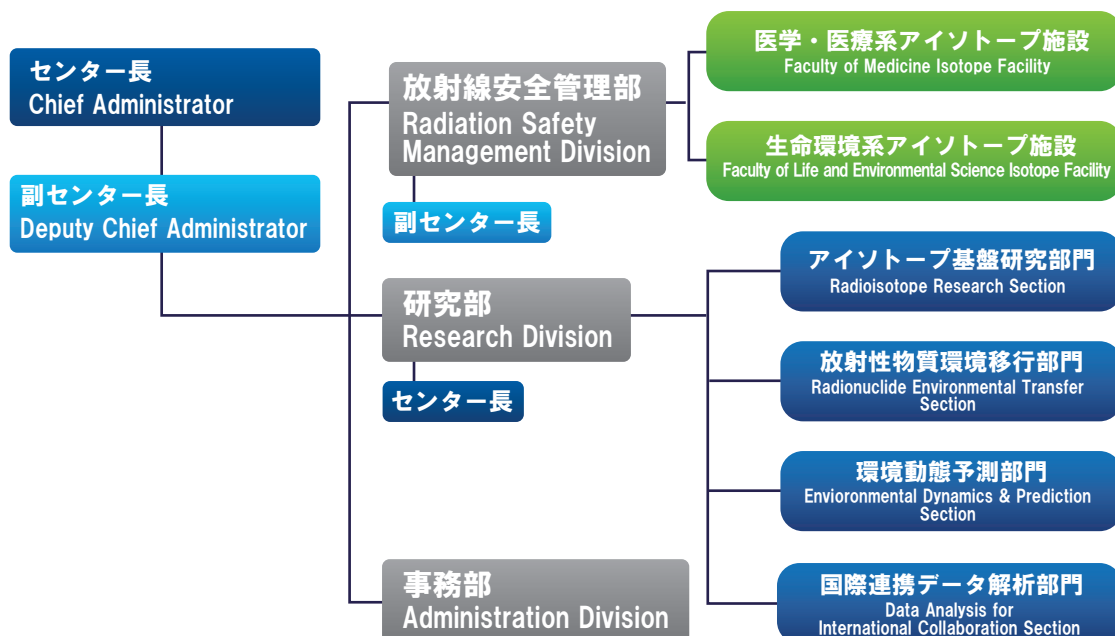 センター長
Chief Administrator
副センター長
Deputy Chief Administrator
放射線安全管理部
Radiation Safety
Management Division
副センター長
研究部
Research Division
センター長
事務部
Administration Division
医学・医療系アイソトープ施設
Faculty of Medicine Isotope Facility
生命環境系アイソトープ施設
Faculty of Life and Environmental Science Isotope Facility
アイソトープ基盤研究部門
Radioisotope Research Section
放射性物質環境移行部門
Radionuclide Environmental Transfer
Section
環境動態予測部門
Envioronmental Dynamics & Prediction
Section
国際連携データ解析部門
Data Analysis for
International Collaboration Section